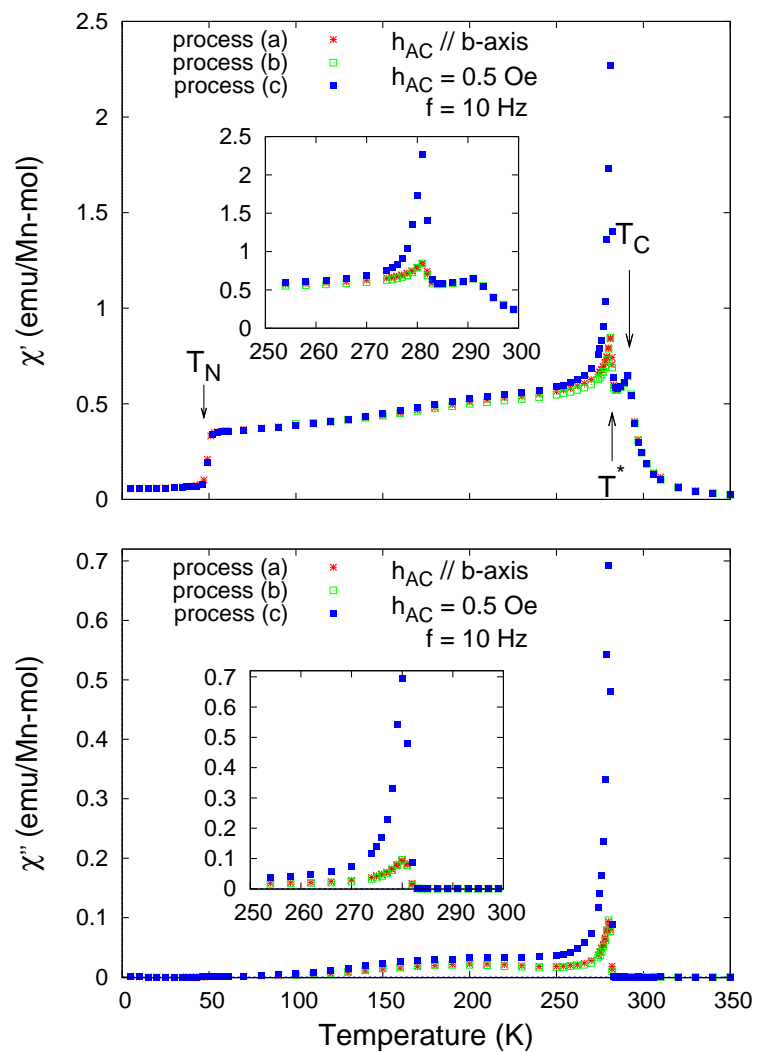 2.5
2
1.5
1
0.5
0
χ' (emu/Mn-mol)
process (a)
process (b)
process (c)
h_AC // b-axis
h_AC = 0.5 Oe
f = 10 Hz
2.5
2
1.5
1
0.5
0
250 260 270 280 290 300
T_N
T_C
T^*
0.7
0.6
0.5
0.4
0.3
0.2
0.1
0
χ" (emu/Mn-mol)
process (a)
process (b)
process (c)
h_AC // b-axis
h_AC = 0.5 Oe
f = 10 Hz
0.7
0.6
0.5
0.4
0.3
0.2
0.1
0
250 260 270 280 290 300
0 50 100 150 200 250 300 350
Temperature (K)